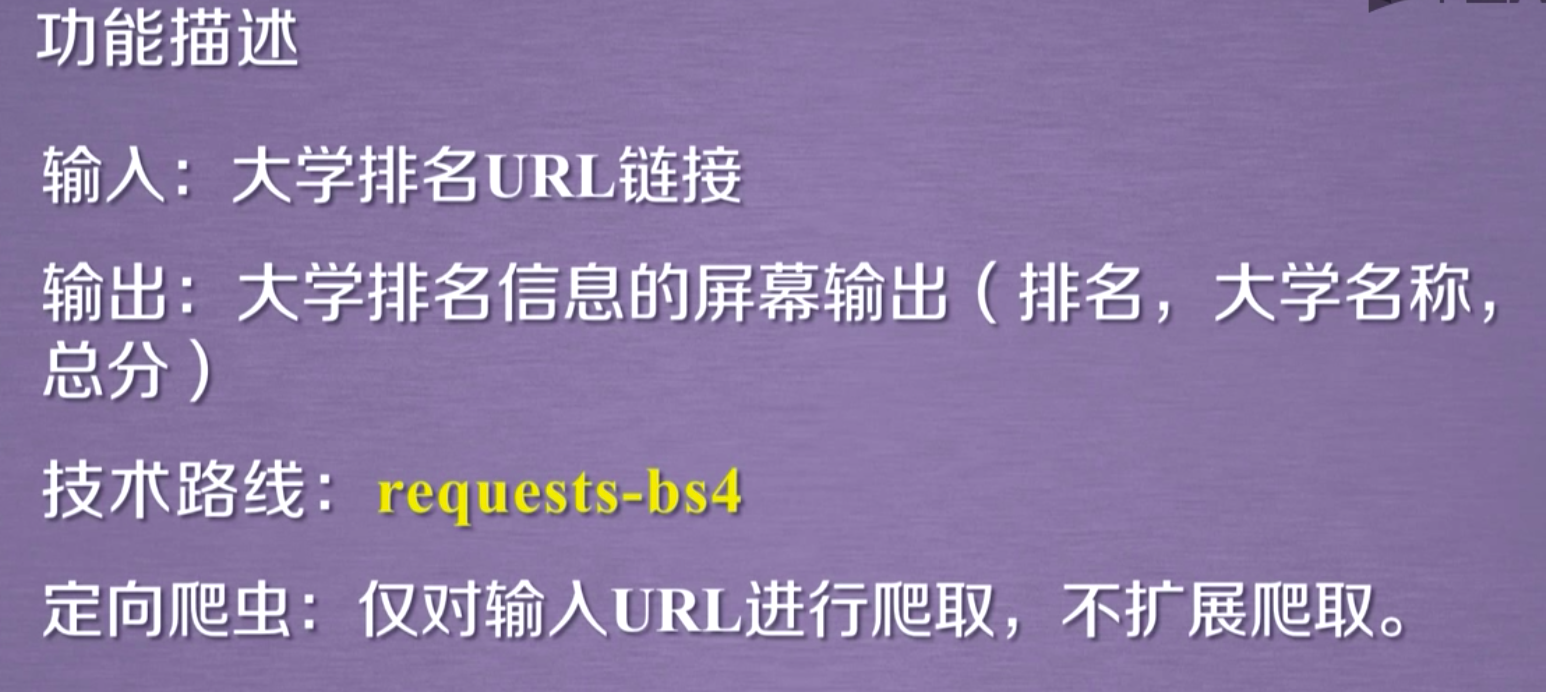 功能描述
输入：大学排名URL链接
输出：大学排名信息的屏幕输出（排名，大学名称，
总分）
技术路线：requests-bs4
定向爬虫：仅对输入URL进行爬取，不扩展爬取。